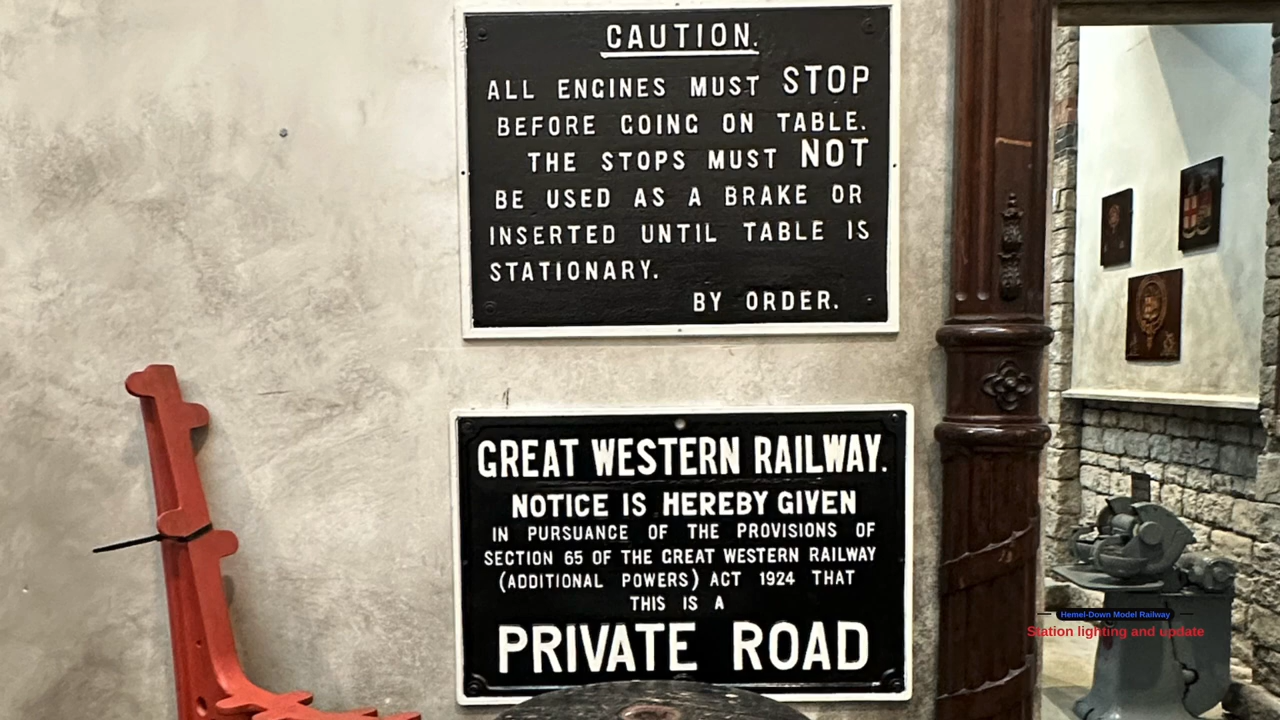 CAUTION.
ALL ENGINES MUST STOP
BEFORE GOING ON TABLE.
THE STOPS MUST NOT
BE USED AS A BRAKE OR
INSERTED UNTIL TABLE IS
STATIONARY.
BY ORDER.
GREAT WESTERN RAILWAY.
NOTICE IS HEREBY GIVEN
IN PURSUANCE OF THE PROVISIONS OF
SECTION 65 OF THE GREAT WESTERN RAILWAY
(ADDITIONAL POWERS) ACT 1924 THAT
THIS IS A
PRIVATE ROAD
Hemel-Down Model Railway
Station lighting and update